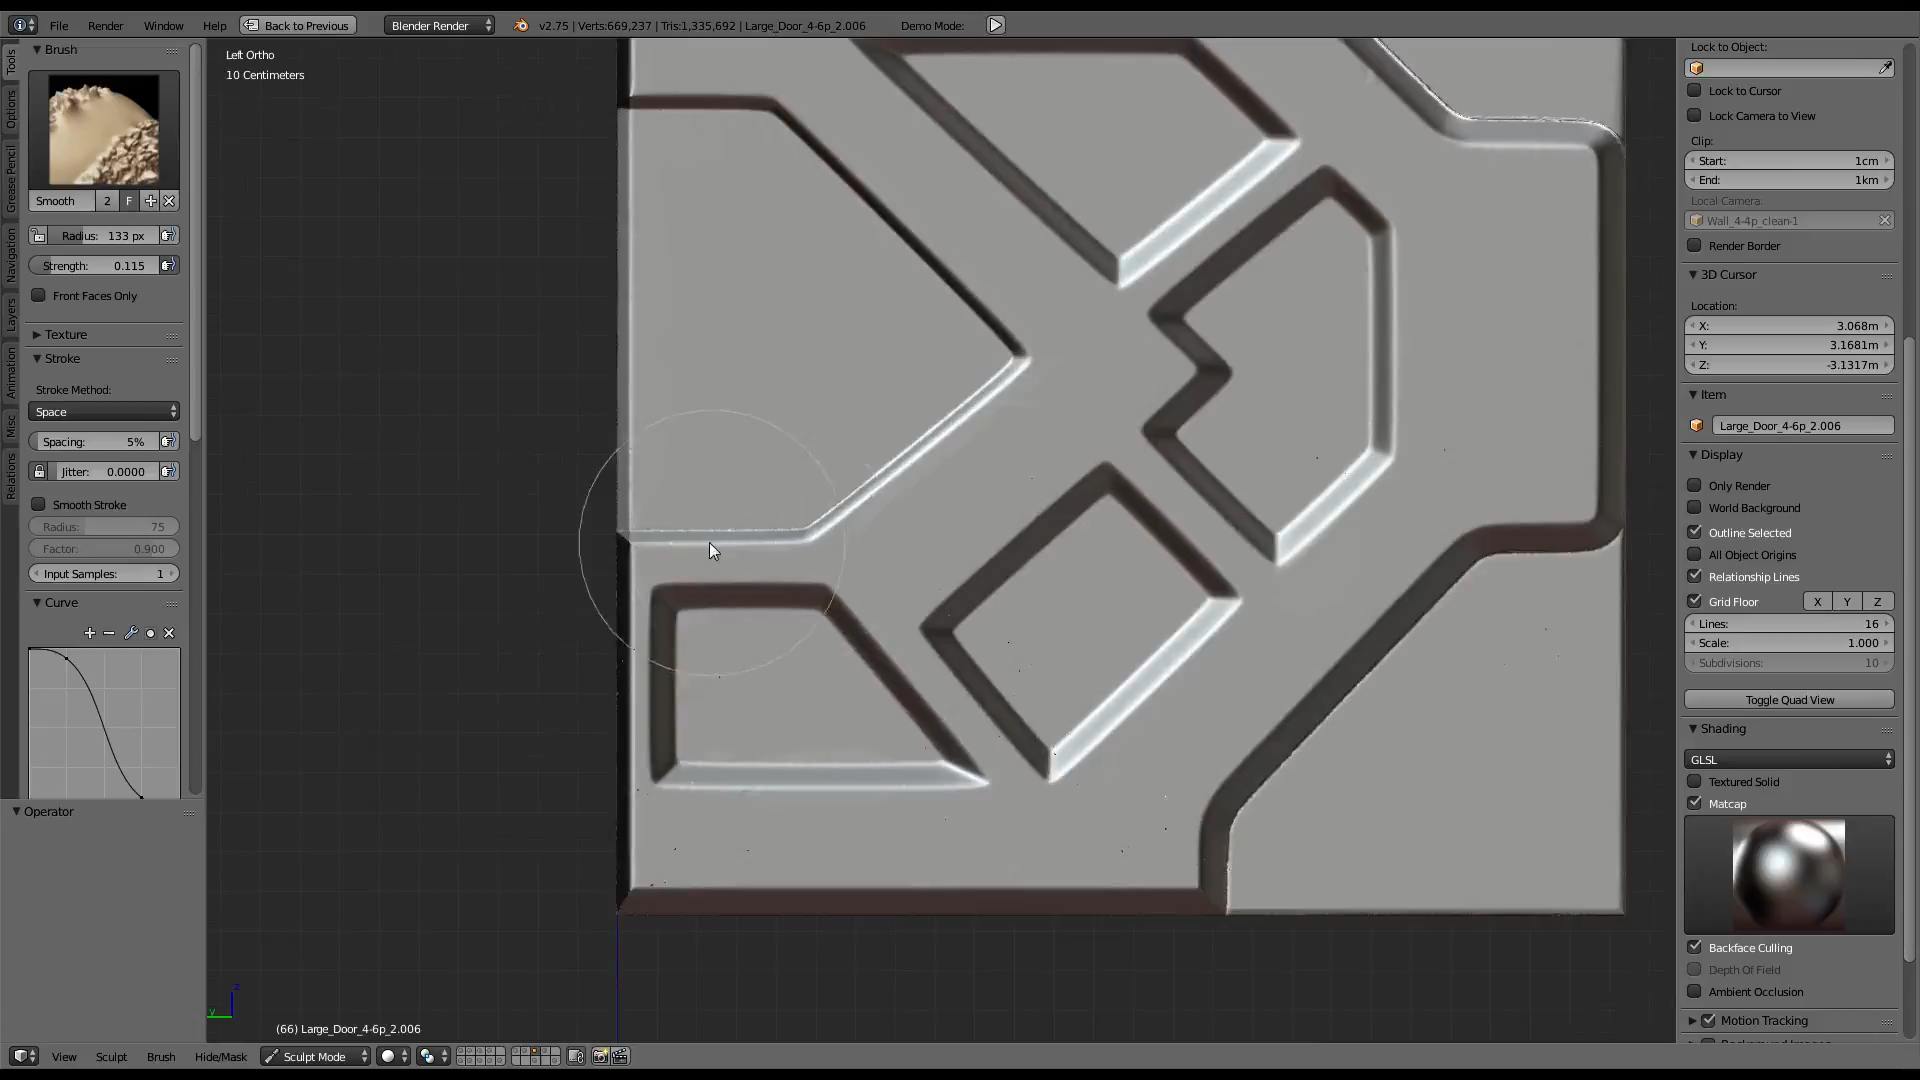 File Render Window Help Back to Previous Blender Render v2.75 | Verts:669,237 | Tris:1,335,692 | Large_Door_4-6p_2.006 Demo Mode:
Tools
Options
Grease Pencil
Navigation
Layers
Animation
Misc
Relations
Brush
Smooth 2 F
Radius: 133 px
Strength: 0.115
Front Faces Only
Texture
Stroke
Stroke Method:
Space
Spacing: 5%
Jitter: 0.0000
Smooth Stroke
Radius: 75
Factor: 0.900
Input Samples: 1
Curve
Operator
Left Ortho
10 Centimeters
z
y
(66) Large_Door_4-6p_2.006
Lock to Object:
Lock to Cursor
Lock Camera to View
Clip:
Start: 1cm
End: 1km
Local Camera:
Wall_4-4p_clean-1
Render Border
3D Cursor
Location:
X: 3.068m
Y: 3.1681m
Z: -3.1317m
Item
Large_Door_4-6p_2.006
Display
Only Render
World Background
Outline Selected
All Object Origins
Relationship Lines
Grid Floor X Y Z
Lines: 16
Scale: 1.000
Subdivisions: 10
Toggle Quad View
Shading
GLSL
Textured Solid
Matcap
Backface Culling
Depth Of Field
Ambient Occlusion
Motion Tracking
View Sculpt Brush Hide/Mask Sculpt Mode